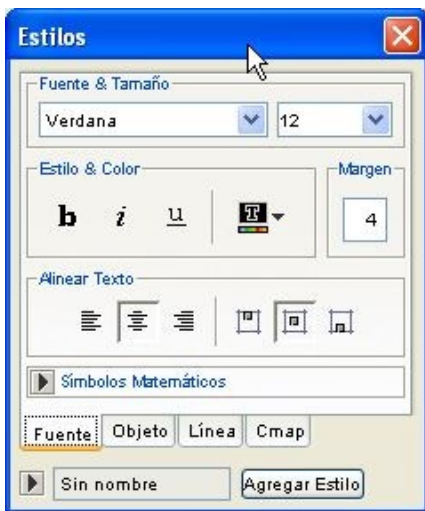 Estilos
Fuente & Tamaño
Verdana 12
Estilo & Color Margen
b i u T 4
Alinear Texto
Símbolos Matemáticos
Fuente Objeto Línea Cmap
Sin nombre Agregar Estilo